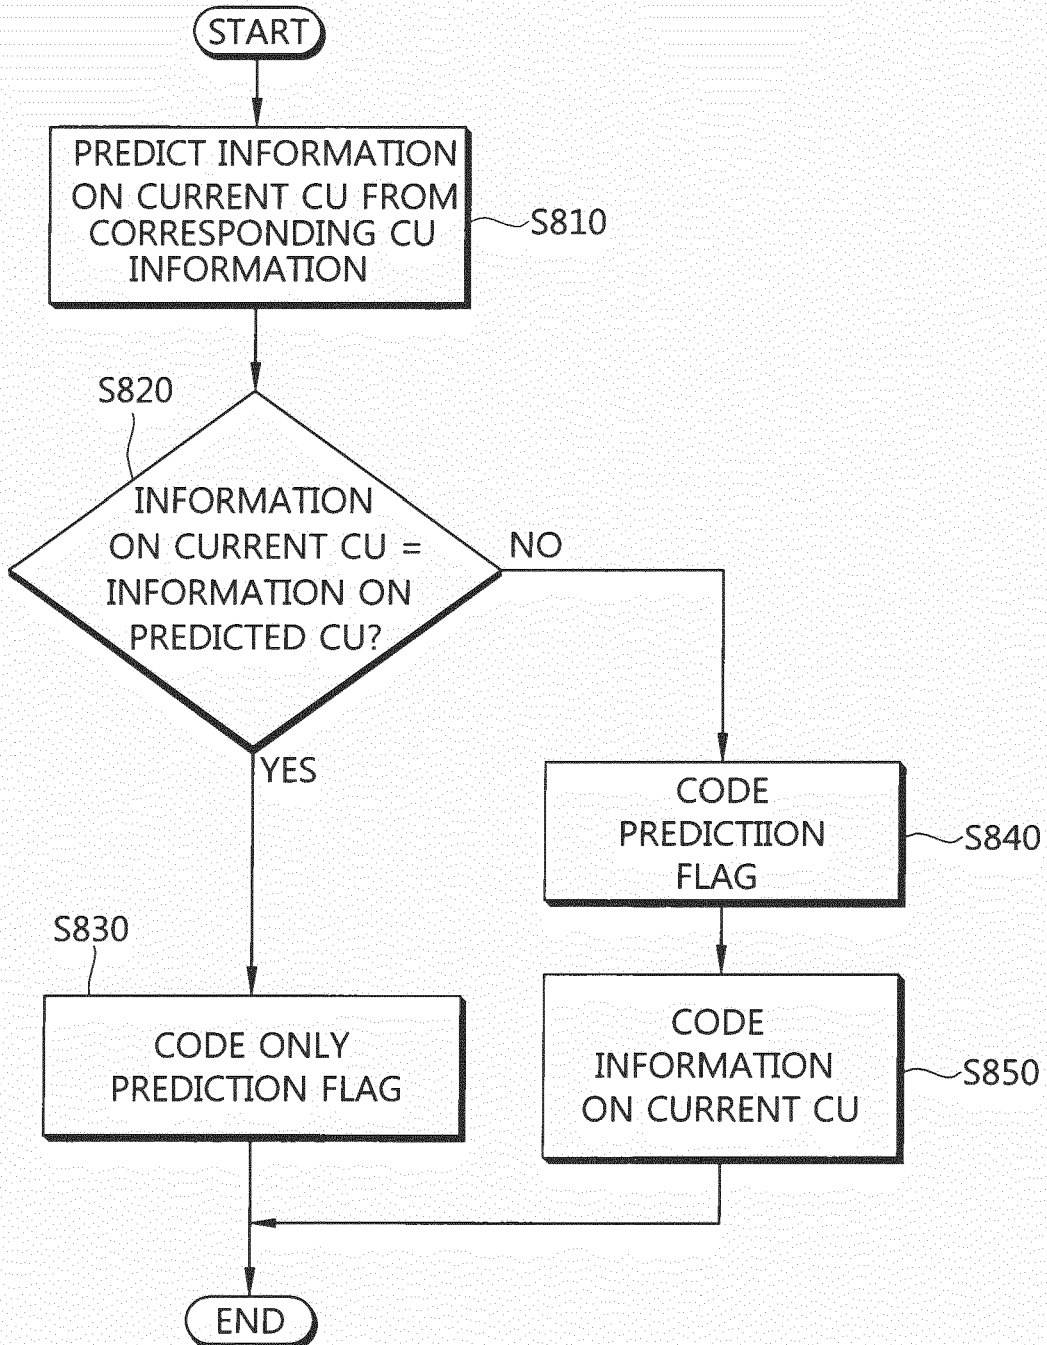 START
PREDICT INFORMATION
ON CURRENT CU FROM
CORRESPONDING CU
INFORMATION
S810
S820
INFORMATION
ON CURRENT CU =
INFORMATION ON
PREDICTED CU?
NO
YES
CODE
PREDICTIION
FLAG
S840
S830
CODE ONLY
PREDICTION FLAG
CODE
INFORMATION
ON CURRENT CU
S850
END